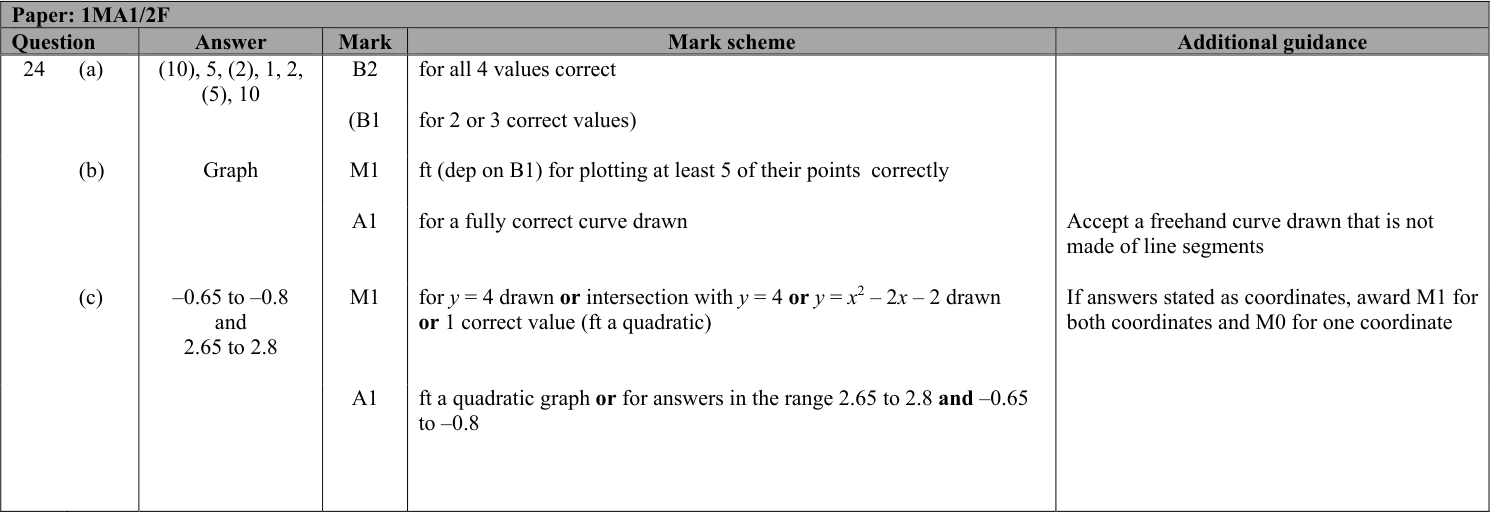 Paper: 1MA1/2F
Question Answer Mark Mark scheme Additional guidance
24 (a) (10), 5, (2), 1, 2, B2 for all 4 values correct
(5), 10
(B1 for 2 or 3 correct values)
(b) Graph M1 ft (dep on B1) for plotting at least 5 of their points correctly
A1 for a fully correct curve drawn Accept a freehand curve drawn that is not
made of line segments
(c) –0.65 to –0.8 M1 for y = 4 drawn or intersection with y = 4 or y = x² – 2x – 2 drawn If answers stated as coordinates, award M1 for
and or 1 correct value (ft a quadratic) both coordinates and M0 for one coordinate
2.65 to 2.8
A1 ft a quadratic graph or for answers in the range 2.65 to 2.8 and –0.65
to –0.8